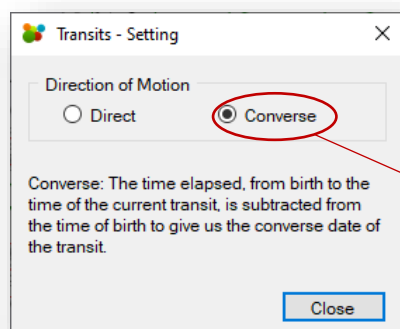 Transits - Setting
Direction of Motion
Direct Converse
Converse: The time elapsed, from birth to the
time of the current transit, is subtracted from
the time of birth to give us the converse date of
the transit.
Close